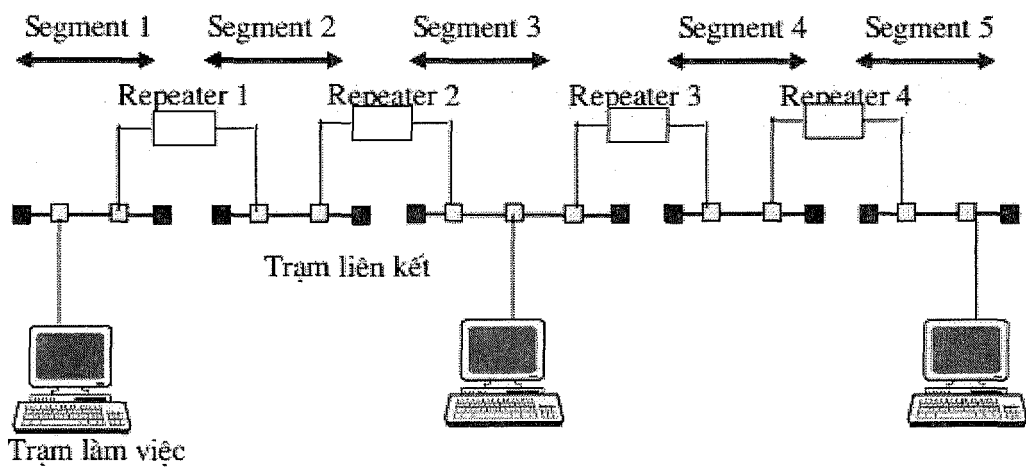 Segment 1 Segment 2 Segment 3 Segment 4 Segment 5
Repeater 1 Repeater 2 Repeater 3 Repeater 4
Trạm liên kết
Trạm làm việc